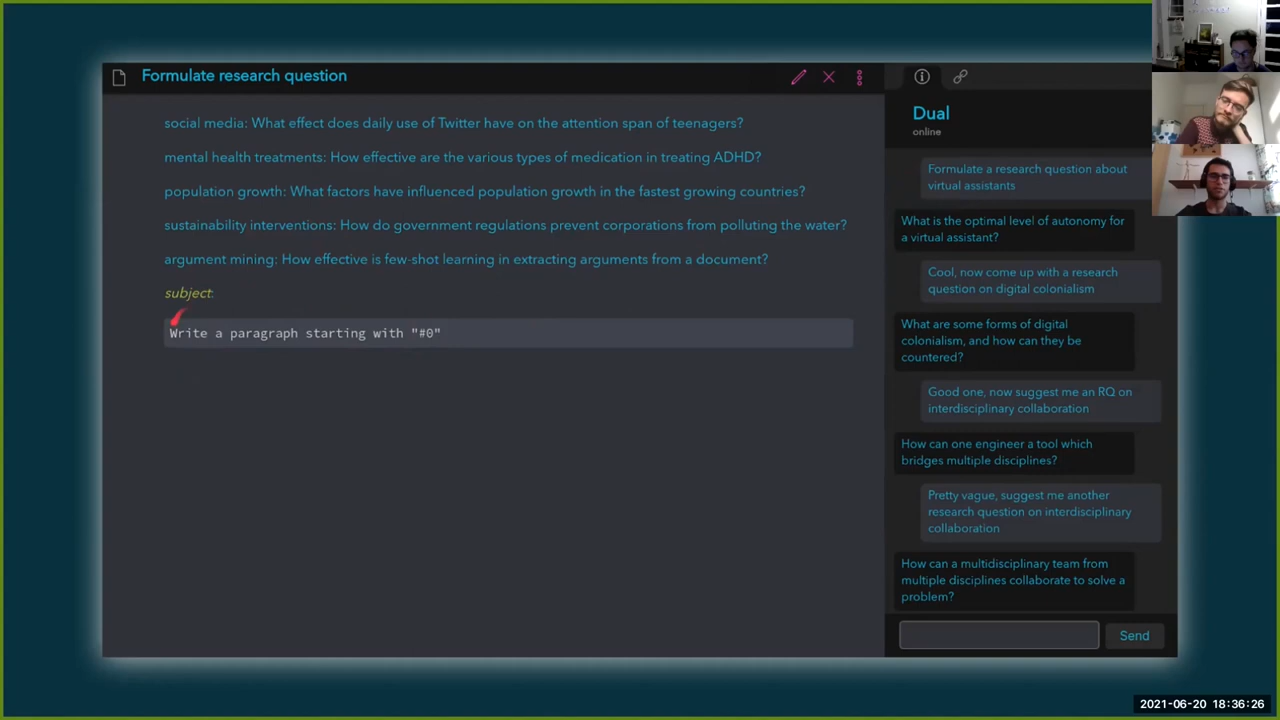 Formulate research question
social media: What effect does daily use of Twitter have on the attention span of teenagers?
mental health treatments: How effective are the various types of medication in treating ADHD?
population growth: What factors have influenced population growth in the fastest growing countries?
sustainability interventions: How do government regulations prevent corporations from polluting the water?
argument mining: How effective is few-shot learning in extracting arguments from a document?
subject:
Write a paragraph starting with "#0"
Dual
online
Formulate a research question about
virtual assistants
What is the optimal level of autonomy for
a virtual assistant?
Cool, now come up with a research
question on digital colonialism
What are some forms of digital
colonialism, and how can they be
countered?
Good one, now suggest me an RQ on
interdisciplinary collaboration
How can one engineer a tool which
bridges multiple disciplines?
Pretty vague, suggest me another
research question on interdisciplinary
collaboration
How can a multidisciplinary team from
multiple disciplines collaborate to solve a
problem?
Send
2021-06-20 18:36:26